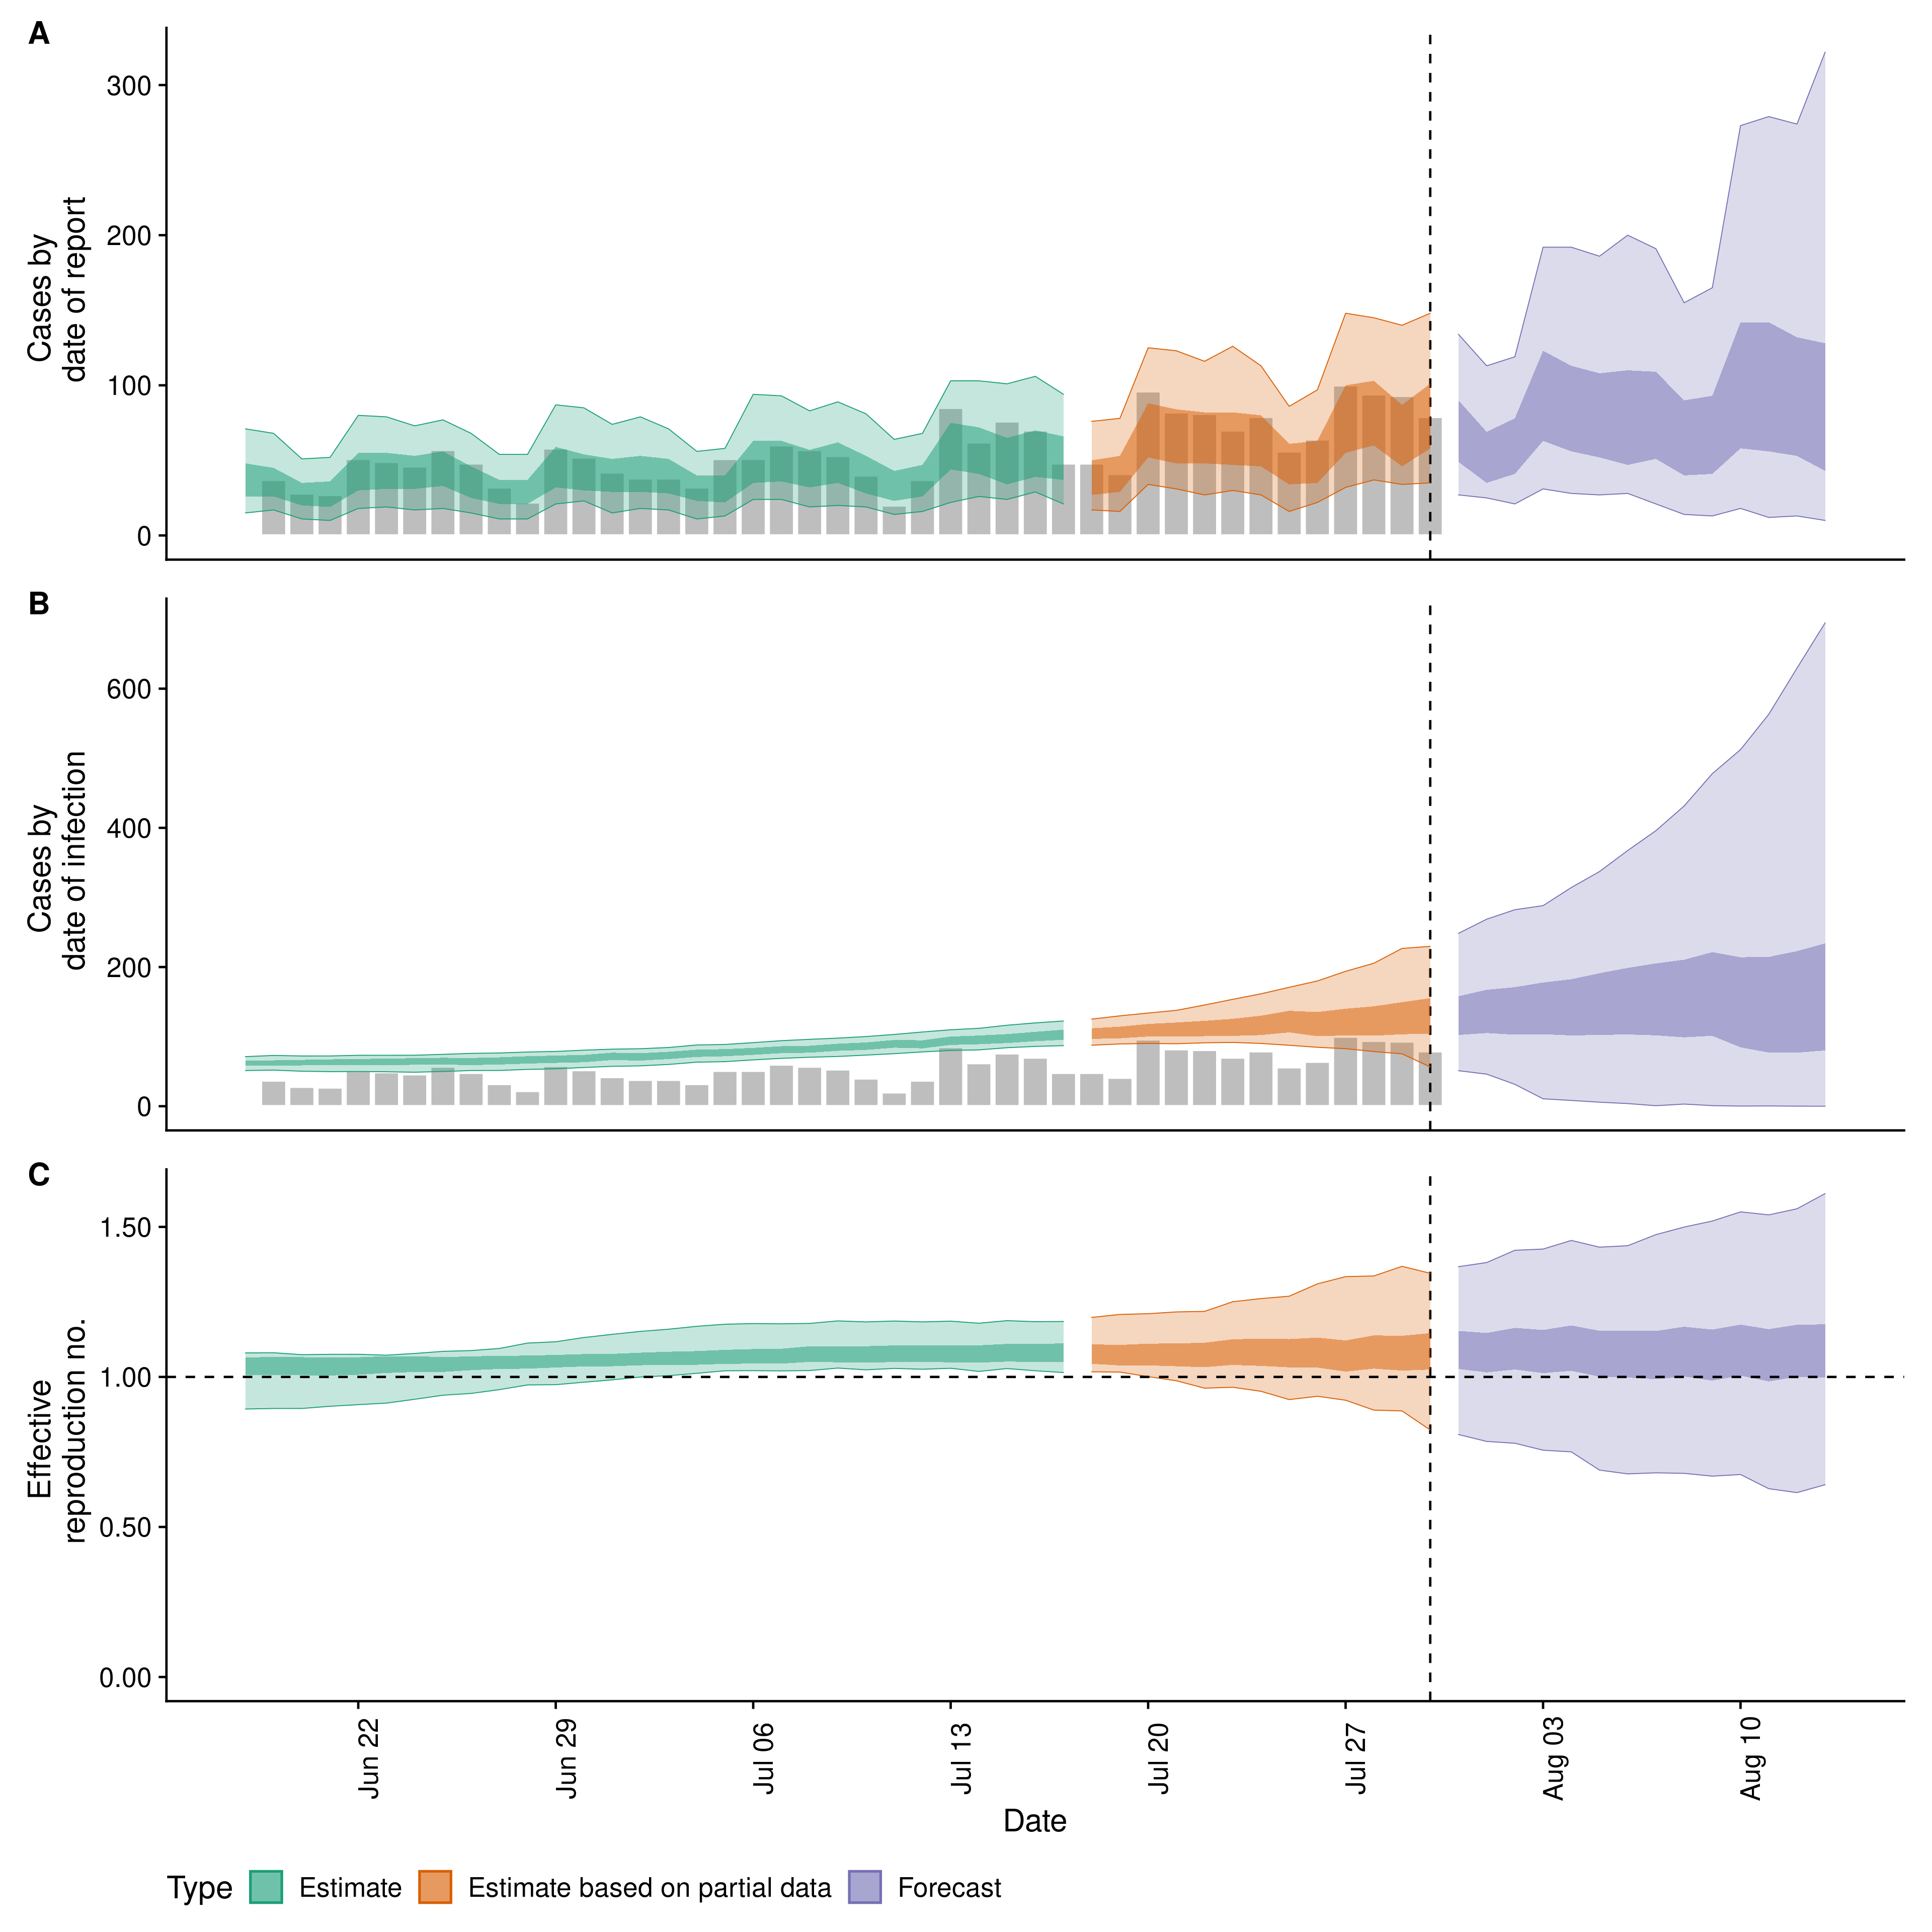 A
Cases by
date of report
300
200
100
0
B
Cases by
date of infection
600
400
200
0
C
Effective
reproduction no.
1.50
1.00
0.50
0.00
Jun 22
Jun 29
Jul 06
Jul 13
Jul 20
Jul 27
Aug 03
Aug 10
Date
Type Estimate Estimate based on partial data Forecast